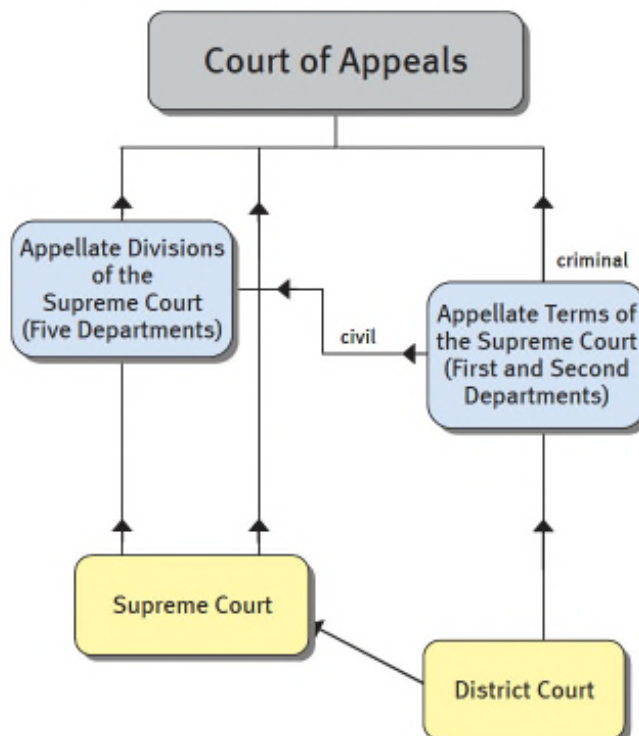 Court of Appeals
Appellate Divisions
of the
Supreme Court
(Five Departments)
criminal
civil
Appellate Terms of
the Supreme Court
(First and Second
Departments)
Supreme Court
District Court